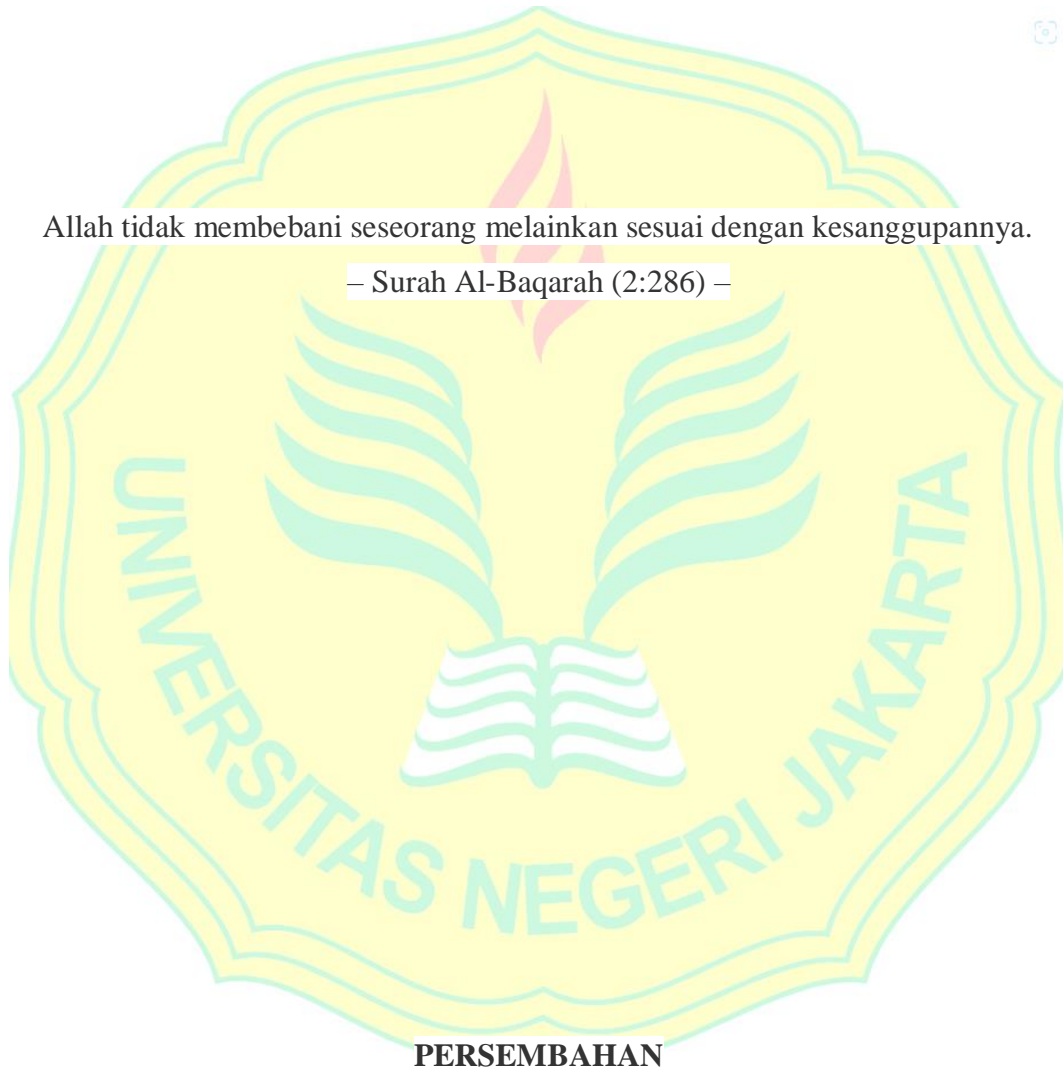 Allah tidak membebani seseorang melainkan sesuai dengan kesanggupannya.
– Surah Al-Baqarah (2:286) –
UNIVERSITAS NEGERI JAKARTA
PERSEMBAHAN